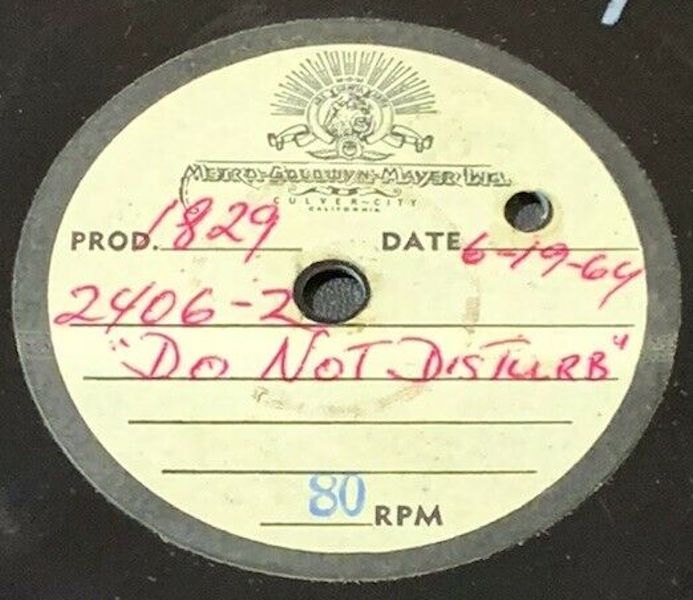 METRO-GOLDWYN-MAYER INC.
CULVER-CITY
CALIFORNIA
PROD. 1829 DATE 6-19-64
2406-2
"DO NOT DISTURB"
80 RPM